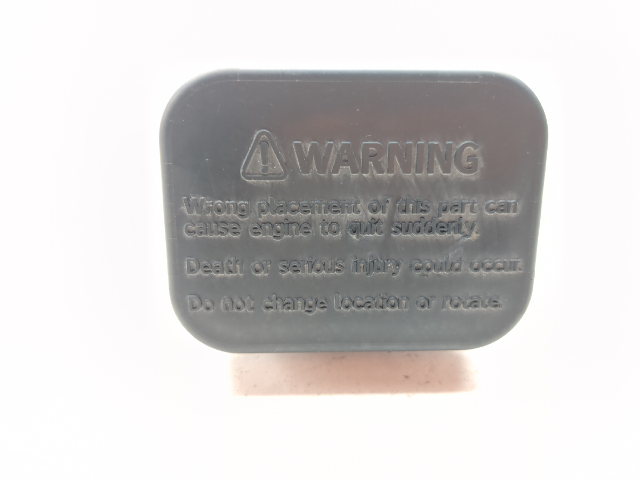 WARNING
Wrong placement of this part can
cause engine to quit suddenly.
Death or serious injury could occur.
Do not change location or rotate.